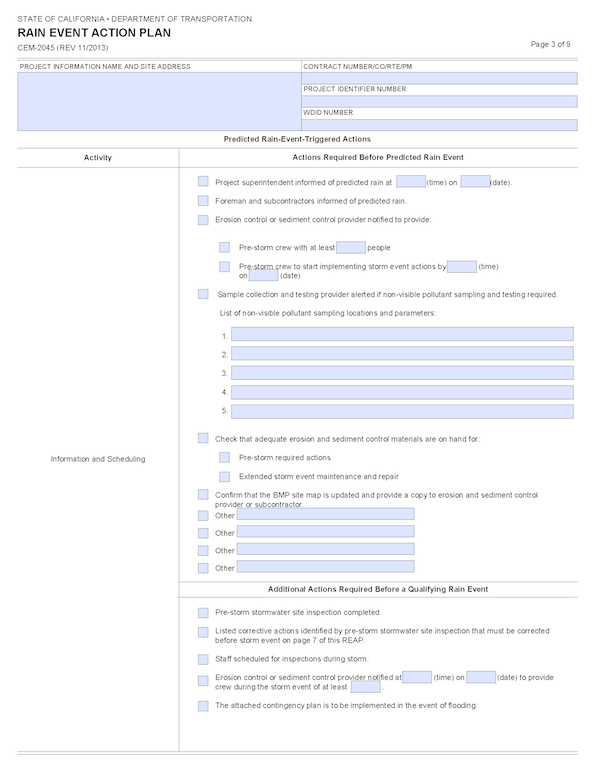 STATE OF CALIFORNIA • DEPARTMENT OF TRANSPORTATION
RAIN EVENT ACTION PLAN
CEM-2045 (REV 11/2013)
Page 3 of 9
PROJECT INFORMATION NAME AND SITE ADDRESS
CONTRACT NUMBER/CO/RTE/PM
PROJECT IDENTIFIER NUMBER
WDID NUMBER
Predicted Rain-Event-Triggered Actions
Activity
Actions Required Before Predicted Rain Event
Information and Scheduling
Project superintendent informed of predicted rain at (time) on (date).
Foreman and subcontractors informed of predicted rain.
Erosion control or sediment control provider notified to provide:
Pre-storm crew with at least people
Pre-storm crew to start implementing storm event actions by (time)
on (date)
Sample collection and testing provider alerted if non-visible pollutant sampling and testing required.
List of non-visible pollutant sampling locations and parameters:
1.
2.
3.
4.
5.
Check that adequate erosion and sediment control materials are on hand for:
Pre-storm required actions
Extended storm event maintenance and repair
Confirm that the BMP site map is updated and provide a copy to erosion and sediment control
provider or subcontractor.
Other
Other
Other
Other
Additional Actions Required Before a Qualifying Rain Event
Pre-storm stormwater site inspection completed.
Listed corrective actions identified by pre-storm stormwater site inspection that must be corrected
before storm event on page 7 of this REAP.
Staff scheduled for inspections during storm.
Erosion control or sediment control provider notified at (time) on (date) to provide
crew during the storm event of at least .
The attached contingency plan is to be implemented in the event of flooding: